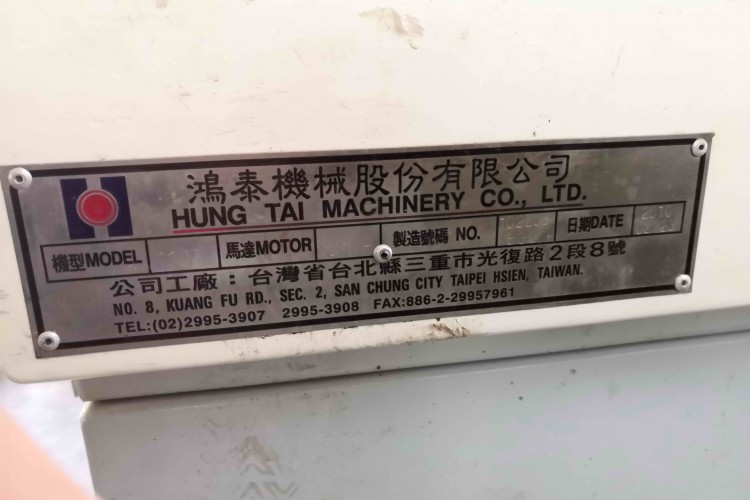 鴻泰機械股份有限公司
HUNG TAI MACHINERY CO., LTD.
機型MODEL 馬達MOTOR 製造號碼 NO. 日期DATE 2010
公司工廠：台灣省台北縣三重市光復路2段8號
NO. 8, KUANG FU RD., SEC. 2, SAN CHUNG CITY TAIPEI HSIEN, TAIWAN.
TEL:(02)2995-3907 2995-3908 FAX:886-2-29957961